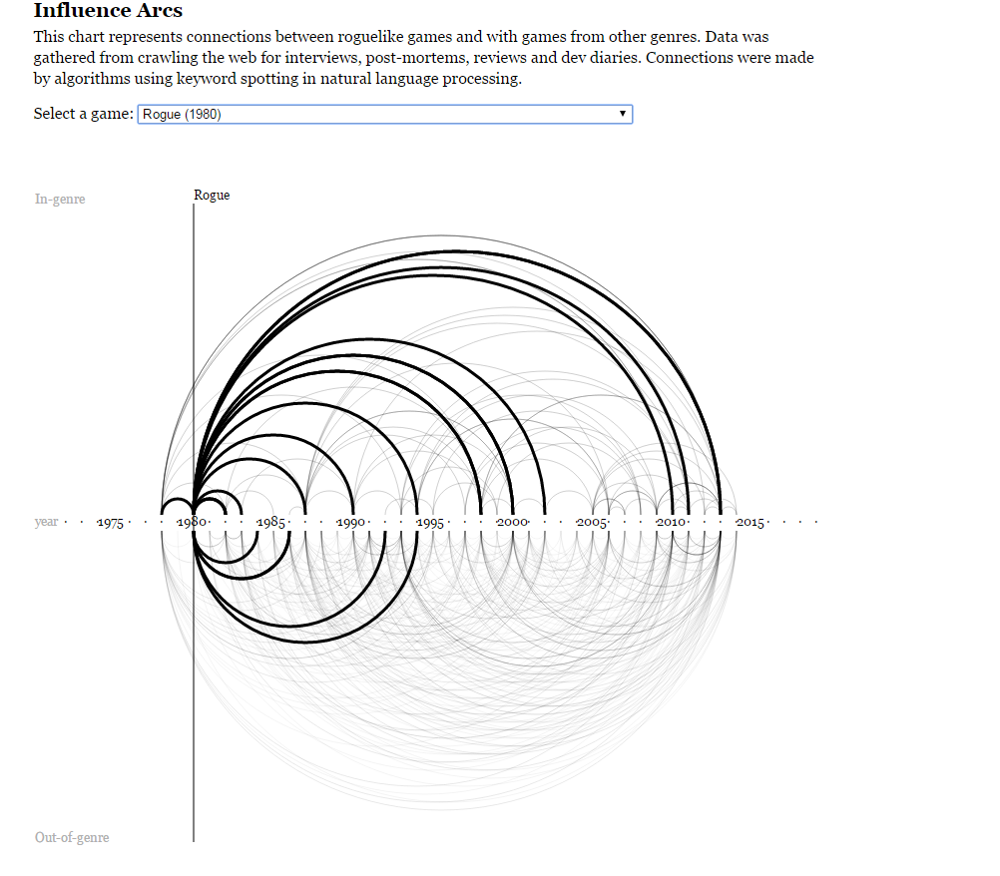 Influence Arcs
This chart represents connections between roguelike games and with games from other genres. Data was
gathered from crawling the web for interviews, post-mortems, reviews and dev diaries. Connections were made
by algorithms using keyword spotting in natural language processing.
Select a game: Rogue (1980)
In-genre
Rogue
year 1975 1980 1985 1990 1995 2000 2005 2010 2015
Out-of-genre